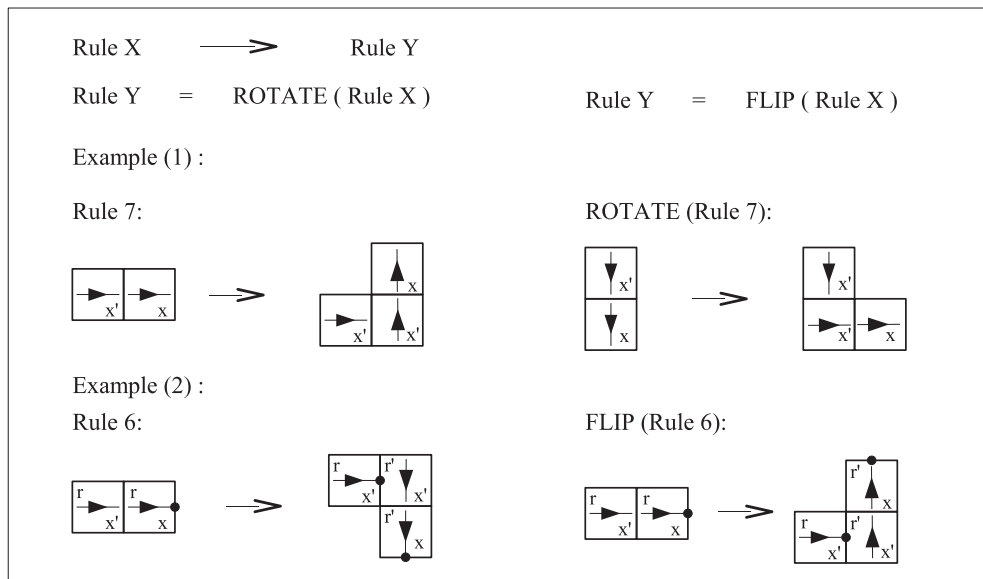 Rule X Rule Y
Rule Y = ROTATE ( Rule X )
Rule Y = FLIP ( Rule X )
Example (1) :
Rule 7:
ROTATE (Rule 7):
x' x
x
x' x'
x'
x
x'
x' x
Example (2) :
Rule 6:
FLIP (Rule 6):
r r
x' x
r r'
x' x'
r'
x
r r
x' x
r'
x
r r'
x' x'